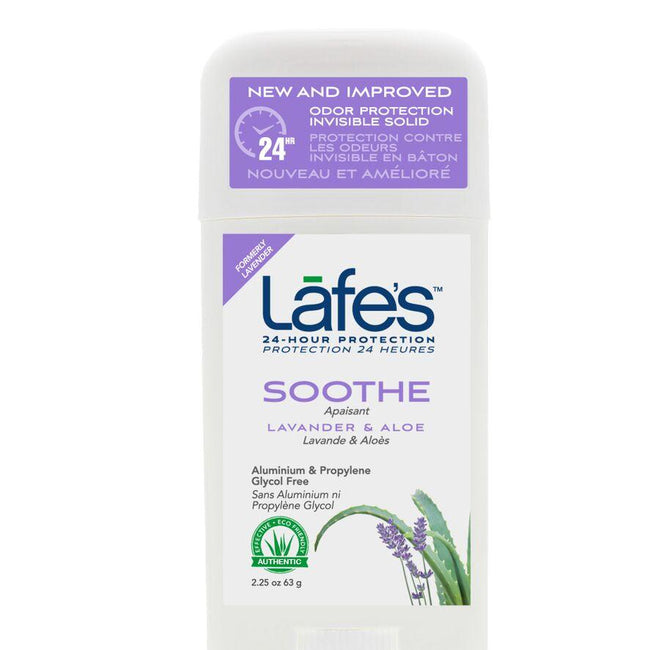 NEW AND IMPROVED
ODOR PROTECTION
INVISIBLE SOLID
24HR
PROTECTION CONTRE
LES ODEURS
INVISIBLE EN BÂTON
NOUVEAU ET AMÉLIORÉ
FORMERLY
LAVENDER
Lāfe's™
24-HOUR PROTECTION
PROTECTION 24 HEURES
SOOTHE
Apaisant
LAVANDER & ALOE
Lavande & Aloès
Aluminium & Propylene
Glycol Free
Sans Aluminium ni
Propylène Glycol
EFFECTIVE • ECO FRIENDLY
AUTHENTIC
2.25 oz 63 g